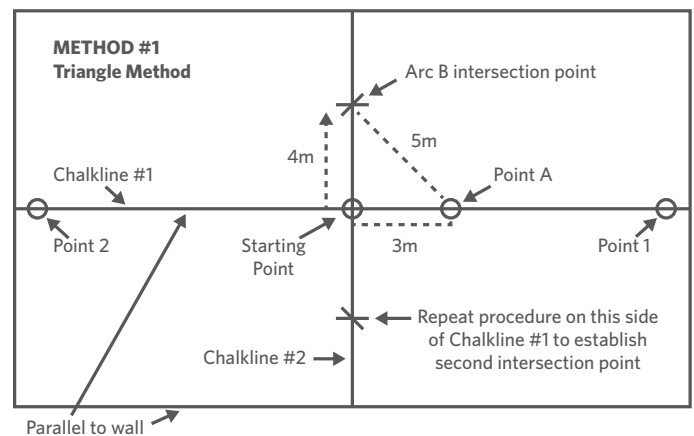 METHOD #1
Triangle Method
Arc B intersection point
4m
5m
Chalkline #1
Point A
Point 2
Starting
Point
3m
Point 1
Repeat procedure on this side
of Chalkline #1 to establish
second intersection point
Chalkline #2
Parallel to wall